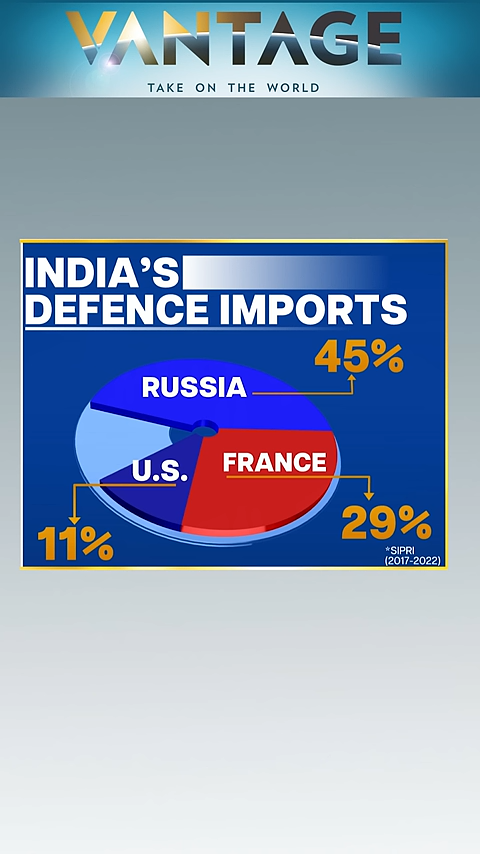 VANTAGE
TAKE ON THE WORLD
INDIA'S
DEFENCE IMPORTS
45%
RUSSIA
U.S.
FRANCE
11%
29%
*SIPRI
(2017-2022)